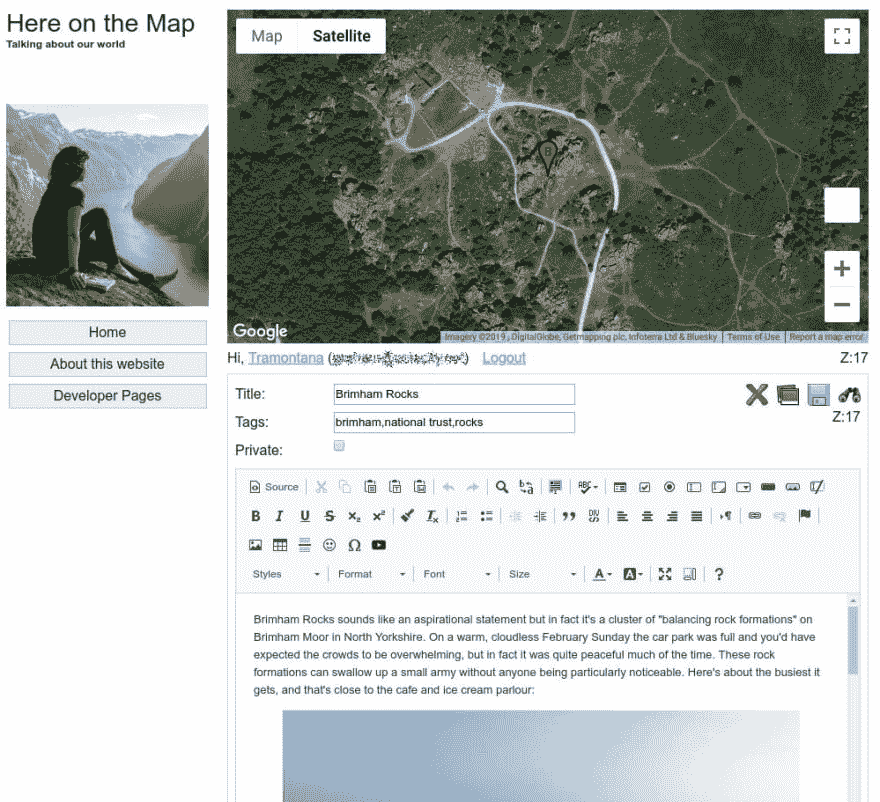 Here on the Map
Talking about our world
Home
About this website
Developer Pages
Map Satellite
Google
Imagery ©2019, DigitalGlobe, Getmapping plc, Infoterra Ltd & Bluesky Terms of Use Report a map error
Hi, Tramontana Logout
Z:17
Title: Brimham Rocks
Z:17
Tags: brimham,national trust,rocks
Private:
Source
Styles Format Font Size
Brimham Rocks sounds like an aspirational statement but in fact it's a cluster of "balancing rock formations" on
Brimham Moor in North Yorkshire. On a warm, cloudless February Sunday the car park was full and you'd have
expected the crowds to be overwhelming, but in fact it was quite peaceful much of the time. These rock
formations can swallow up a small army without anyone being particularly noticeable. Here's about the busiest it
gets, and that's close to the cafe and ice cream parlour: